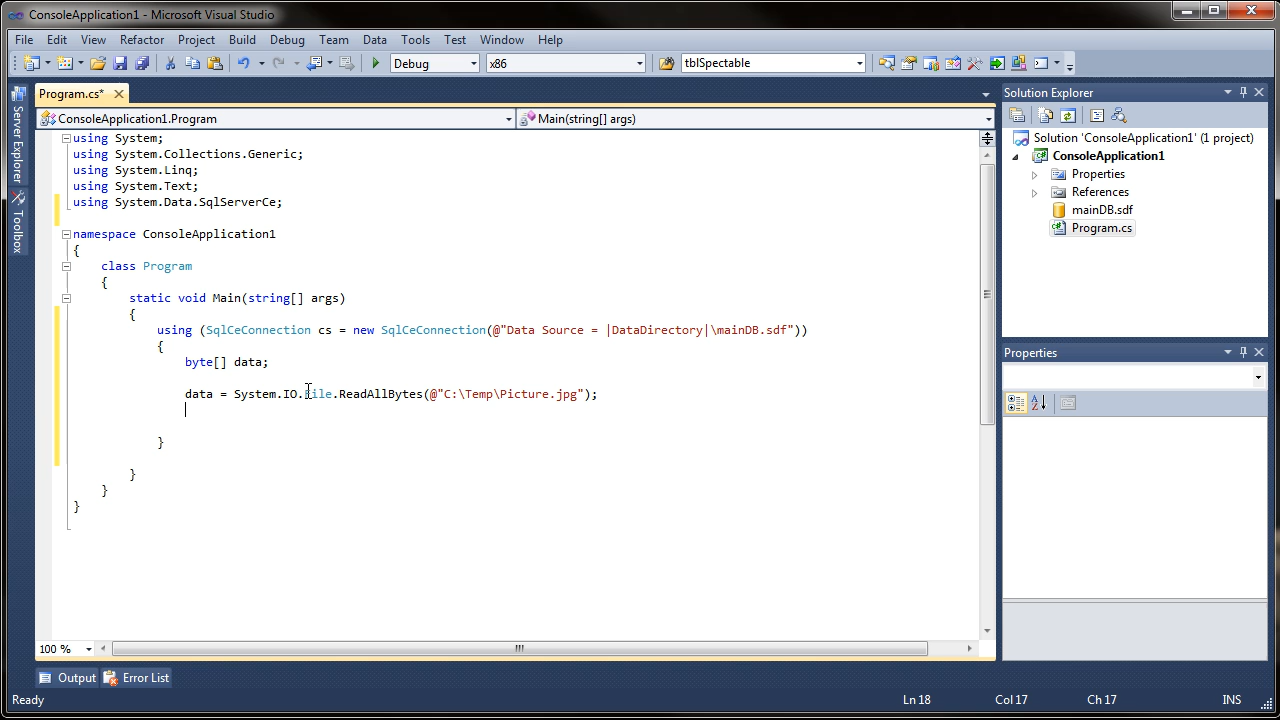 ConsoleApplication1 - Microsoft Visual Studio
File Edit View Refactor Project Build Debug Team Data Tools Test Window Help
Debug x86 tblSpectable
Program.cs*
Solution Explorer
ConsoleApplication1.Program Main(string[] args)
using System;
using System.Collections.Generic;
using System.Linq;
using System.Text;
using System.Data.SqlServerCe;
namespace ConsoleApplication1
{
class Program
{
static void Main(string[] args)
{
using (SqlCeConnection cs = new SqlCeConnection(@"Data Source = |DataDirectory|\mainDB.sdf"))
{
byte[] data;
data = System.IO.File.ReadAllBytes(@"C:\Temp\Picture.jpg");
}
}
}
}
100 %
Server Explorer
Toolbox
Solution 'ConsoleApplication1' (1 project)
ConsoleApplication1
Properties
References
mainDB.sdf
Program.cs
Properties
Output Error List
Ready Ln 18 Col 17 Ch 17 INS